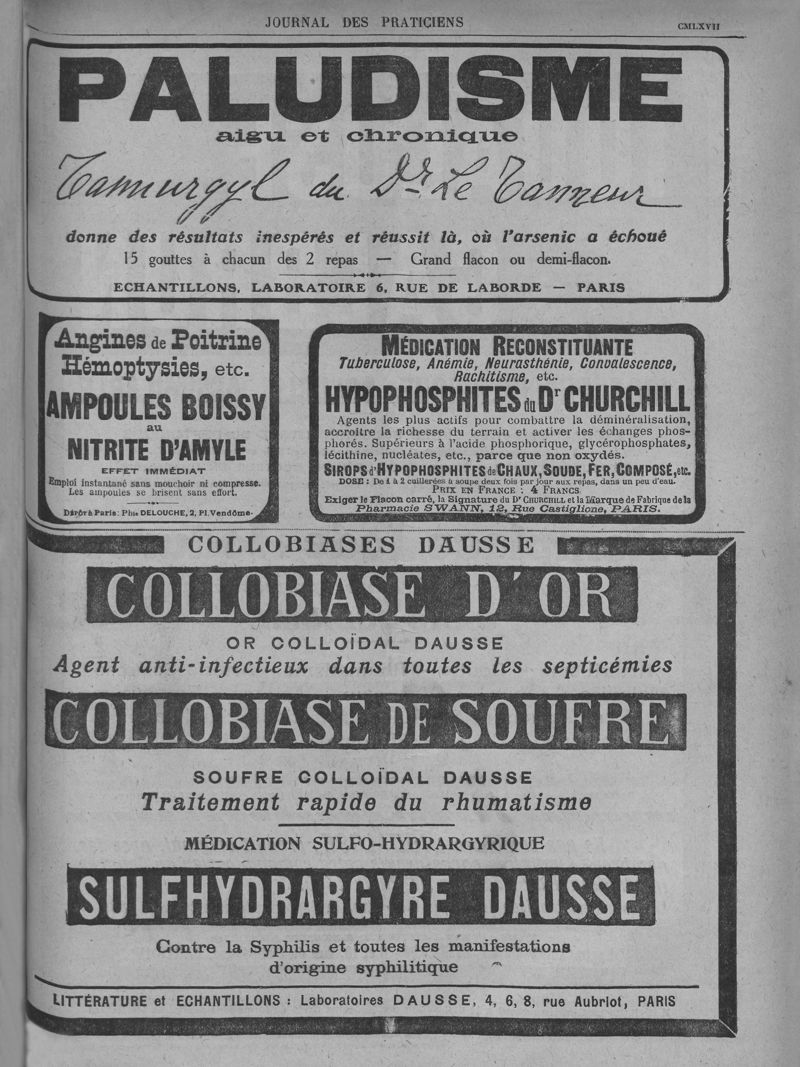 JOURNAL DES PRATICIENS
CMLXVII
PALUDISME
aigu et chronique
Tannurgyl du Dr Le Tanneur
donne des résultats inespérés et réussit là, où l'arsenic a échoué
15 gouttes à chacun des 2 repas — Grand flacon ou demi-flacon.
ECHANTILLONS, LABORATOIRE 6, RUE DE LABORDE — PARIS
Angines de Poitrine
Hémoptysies, etc.
AMPOULES BOISSY
au
NITRITE D'AMYLE
EFFET IMMÉDIAT
Emploi instantané sans mouchoir ni compresse.
Les ampoules se brisent sans effort.
Dépôt à Paris: Phie DELOUCHE, 2, Pl. Vendôme.
MÉDICATION RECONSTITUANTE
Tuberculose, Anémie, Neurasthénie, Convalescence,
Rachitisme, etc.
HYPOPHOSPHITES du Dr CHURCHILL
Agents les plus actifs pour combattre la déminéralisation,
accroître la richesse du terrain et activer les échanges phos-
phorés. Supérieurs à l'acide phosphorique, glycérophosphates,
lécithine, nucléates, etc., parce que non oxydés.
SIROPS d'HYPOPHOSPHITES de CHAUX, SOUDE, FER, COMPOSÉ, etc.
DOSE: De 1 à 2 cuillerées à soupe deux fois par jour aux repas, dans un peu d'eau.
PRIX EN FRANCE : 4 FRANCS
Exiger le Flacon carré, la Signature du Dr CHURCHILL et la Marque de Fabrique de la
Pharmacie SWANN, 12, Rue Castiglione, PARIS.
COLLOBIASES DAUSSE
COLLOBIASE D'OR
OR COLLOÏDAL DAUSSE
Agent anti-infectieux dans toutes les septicémies
COLLOBIASE DE SOUFRE
SOUFRE COLLOÏDAL DAUSSE
Traitement rapide du rhumatisme
MÉDICATION SULFO-HYDRARGYRIQUE
SULFHYDRARGYRE DAUSSE
Contre la Syphilis et toutes les manifestations
d'origine syphilitique
LITTÉRATURE et ECHANTILLONS : Laboratoires DAUSSE, 4, 6, 8, rue Aubriot, PARIS